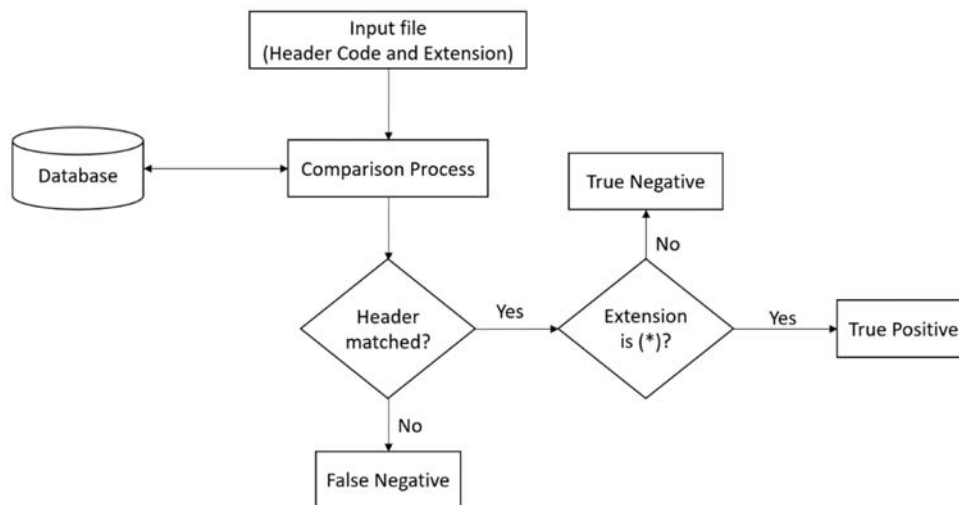 Input file
(Header Code and Extension)
Database
Comparison Process
True Negative
No
Header
matched?
Yes
Extension
is (*)?
Yes
True Positive
No
False Negative